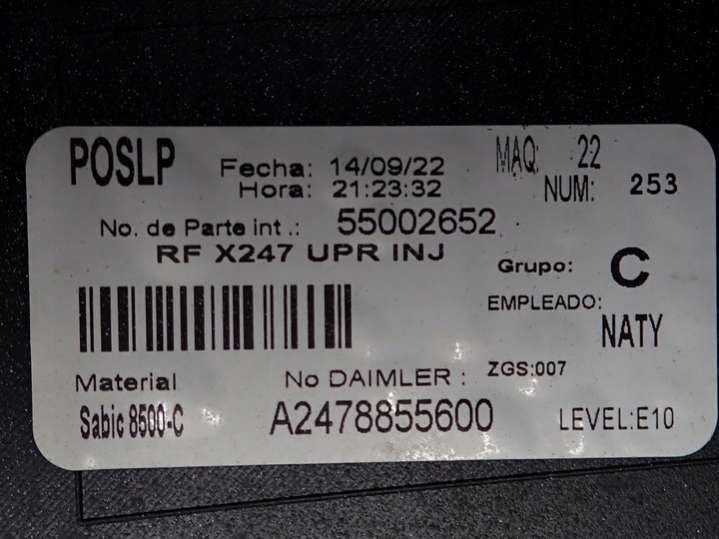 POSLP Fecha: 14/09/22 MAQ: 22
Hora: 21:23:32 NUM: 253
No. de Parte int.: 55002652
RF X247 UPR INJ
Grupo: C
EMPLEADO:
NATY
Material No DAIMLER : ZGS:007
Sabic 8500-C A2478855600 LEVEL:E10